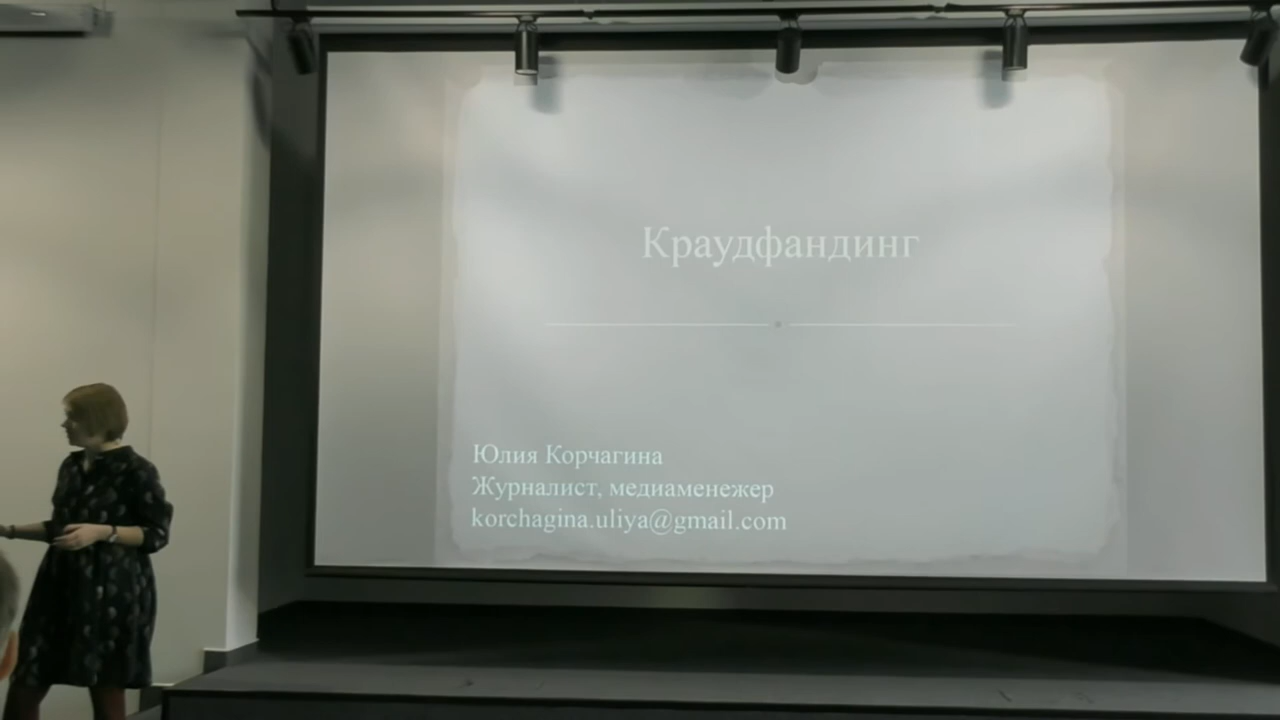 Краудфандинг
Юлия Корчагина
Журналист, медиаменежер
korchagina.uliya@gmail.com